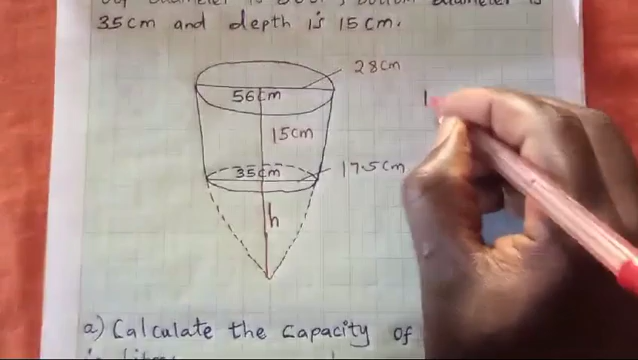 35cm and depth is 15cm.
28cm
56cm
15cm
35cm
17.5cm
h
a) Calculate the capacity of